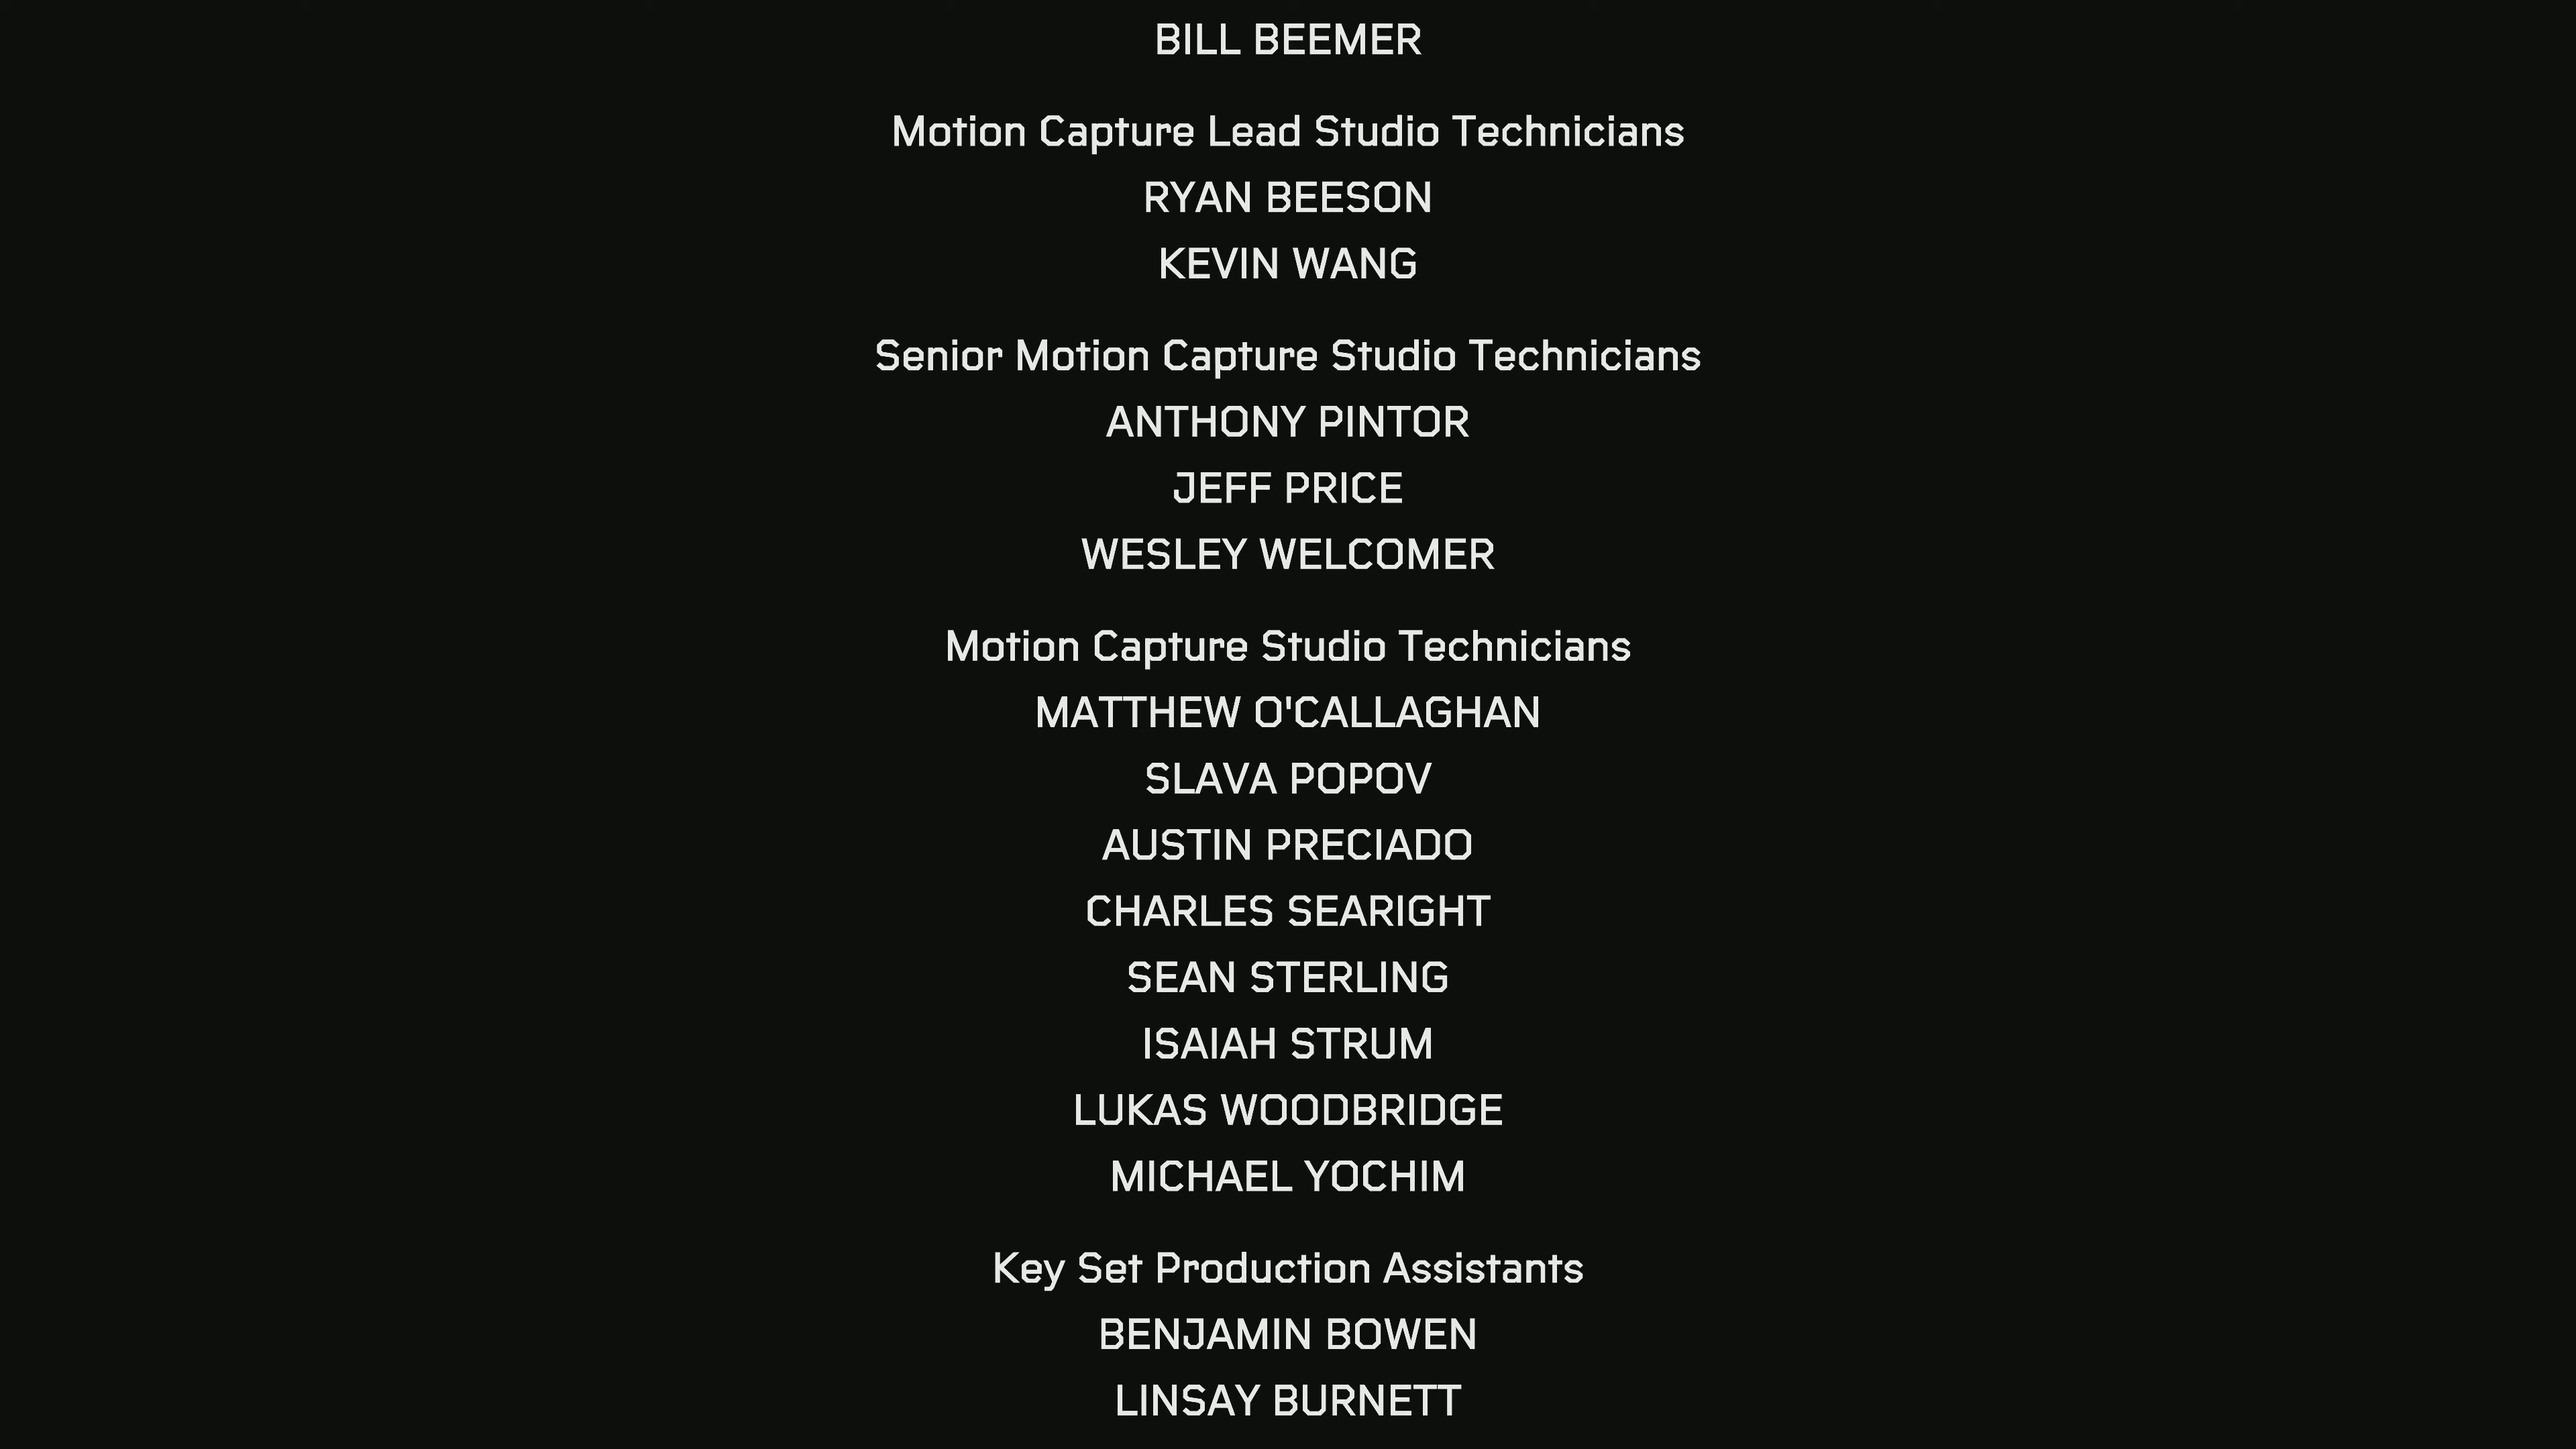 BILL BEEMER
Motion Capture Lead Studio Technicians
RYAN BEESON
KEVIN WANG
Senior Motion Capture Studio Technicians
ANTHONY PINTOR
JEFF PRICE
WESLEY WELCOMER
Motion Capture Studio Technicians
MATTHEW O'CALLAGHAN
SLAVA POPOV
AUSTIN PRECIADO
CHARLES SEARIGHT
SEAN STERLING
ISAIAH STRUM
LUKAS WOODBRIDGE
MICHAEL YOCHIM
Key Set Production Assistants
BENJAMIN BOWEN
LINSAY BURNETT